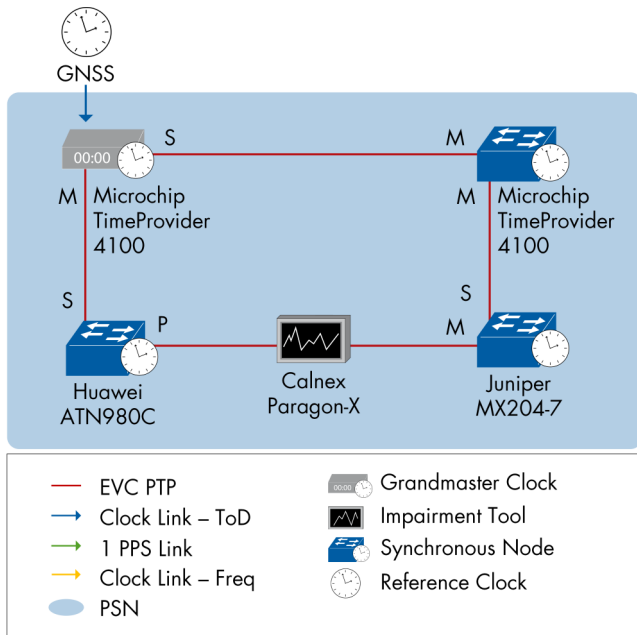 GNSS
00:00
S
M
M
Microchip
TimeProvider
4100
M
Microchip
TimeProvider
4100
S
P
S
M
Huawei
ATN980C
Calnex
Paragon-X
Juniper
MX204-7
EVC PTP
Clock Link – ToD
1 PPS Link
Clock Link – Freq
PSN
00:00
Grandmaster Clock
Impairment Tool
Synchronous Node
Reference Clock